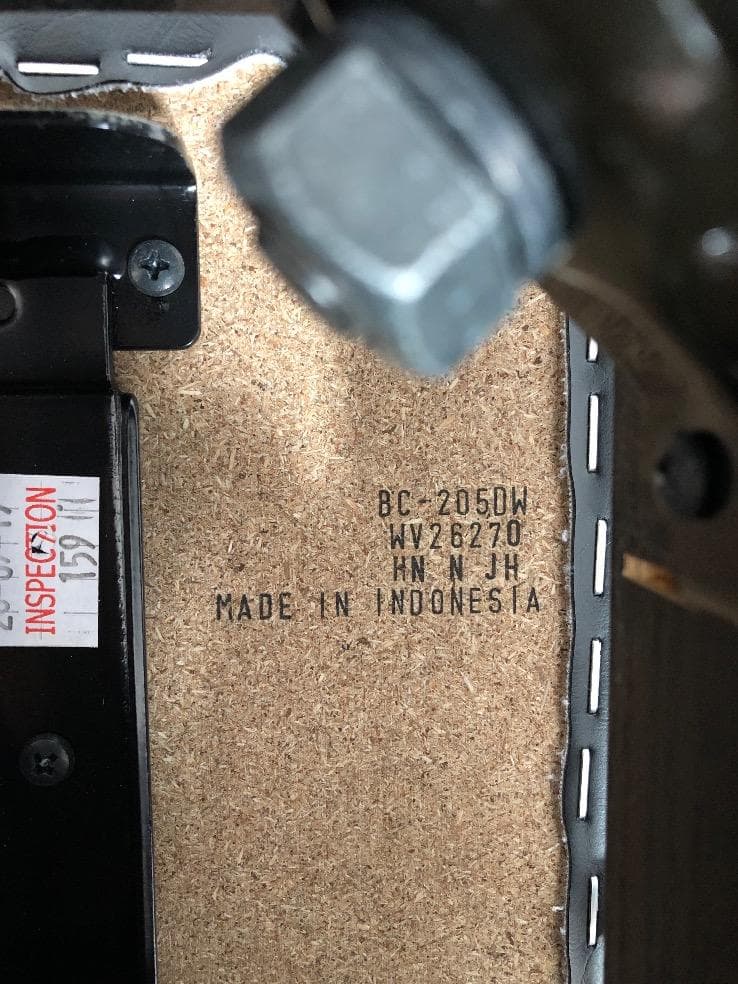 BC-205DW
WV26270
HN N JH
MADE IN INDONESIA
INSPECTION
159